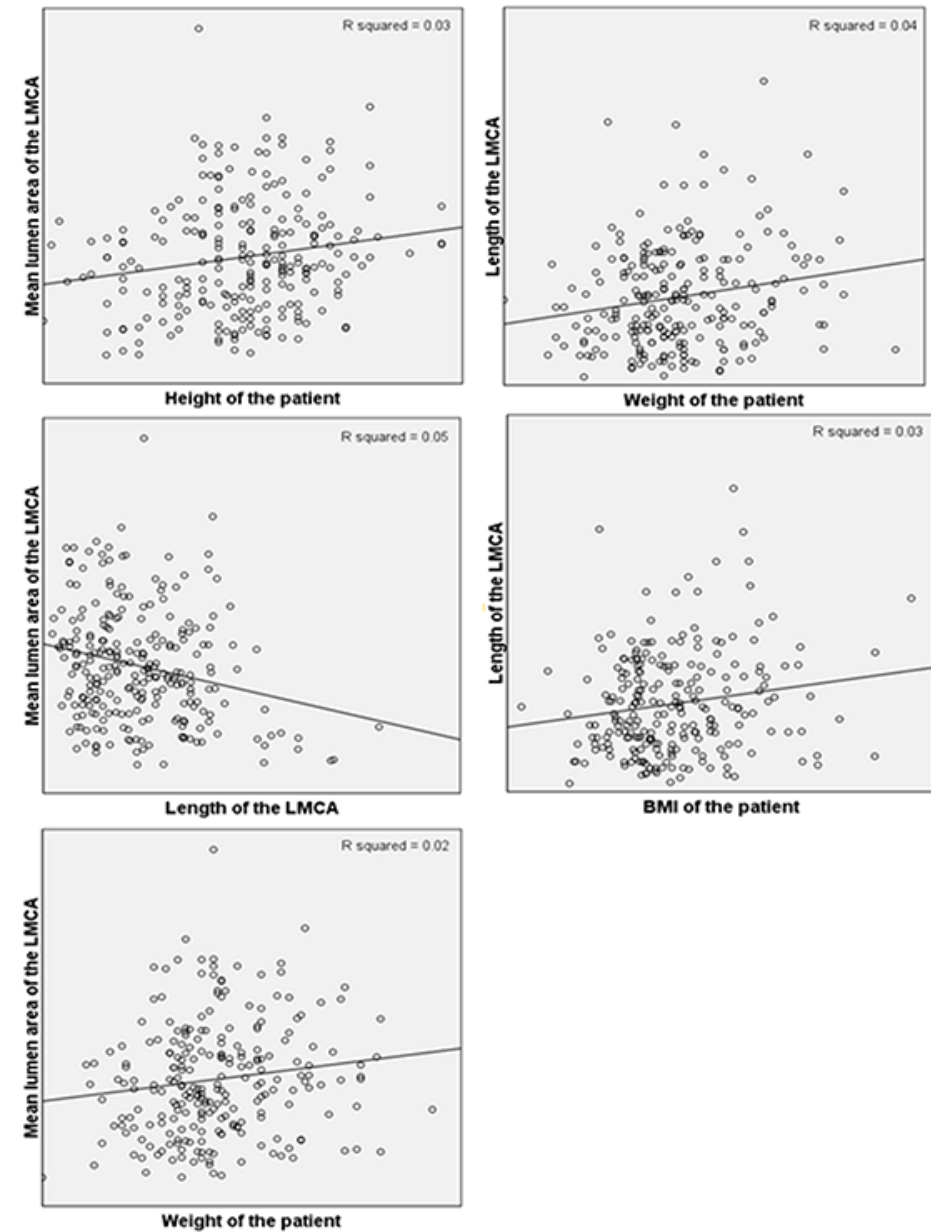 R squared = 0.03
Mean lumen area of the LMCA
Height of the patient
R squared = 0.04
Length of the LMCA
Weight of the patient
R squared = 0.05
Mean lumen area of the LMCA
Length of the LMCA
R squared = 0.03
Length of the LMCA
BMI of the patient
R squared = 0.02
Mean lumen area of the LMCA
Weight of the patient